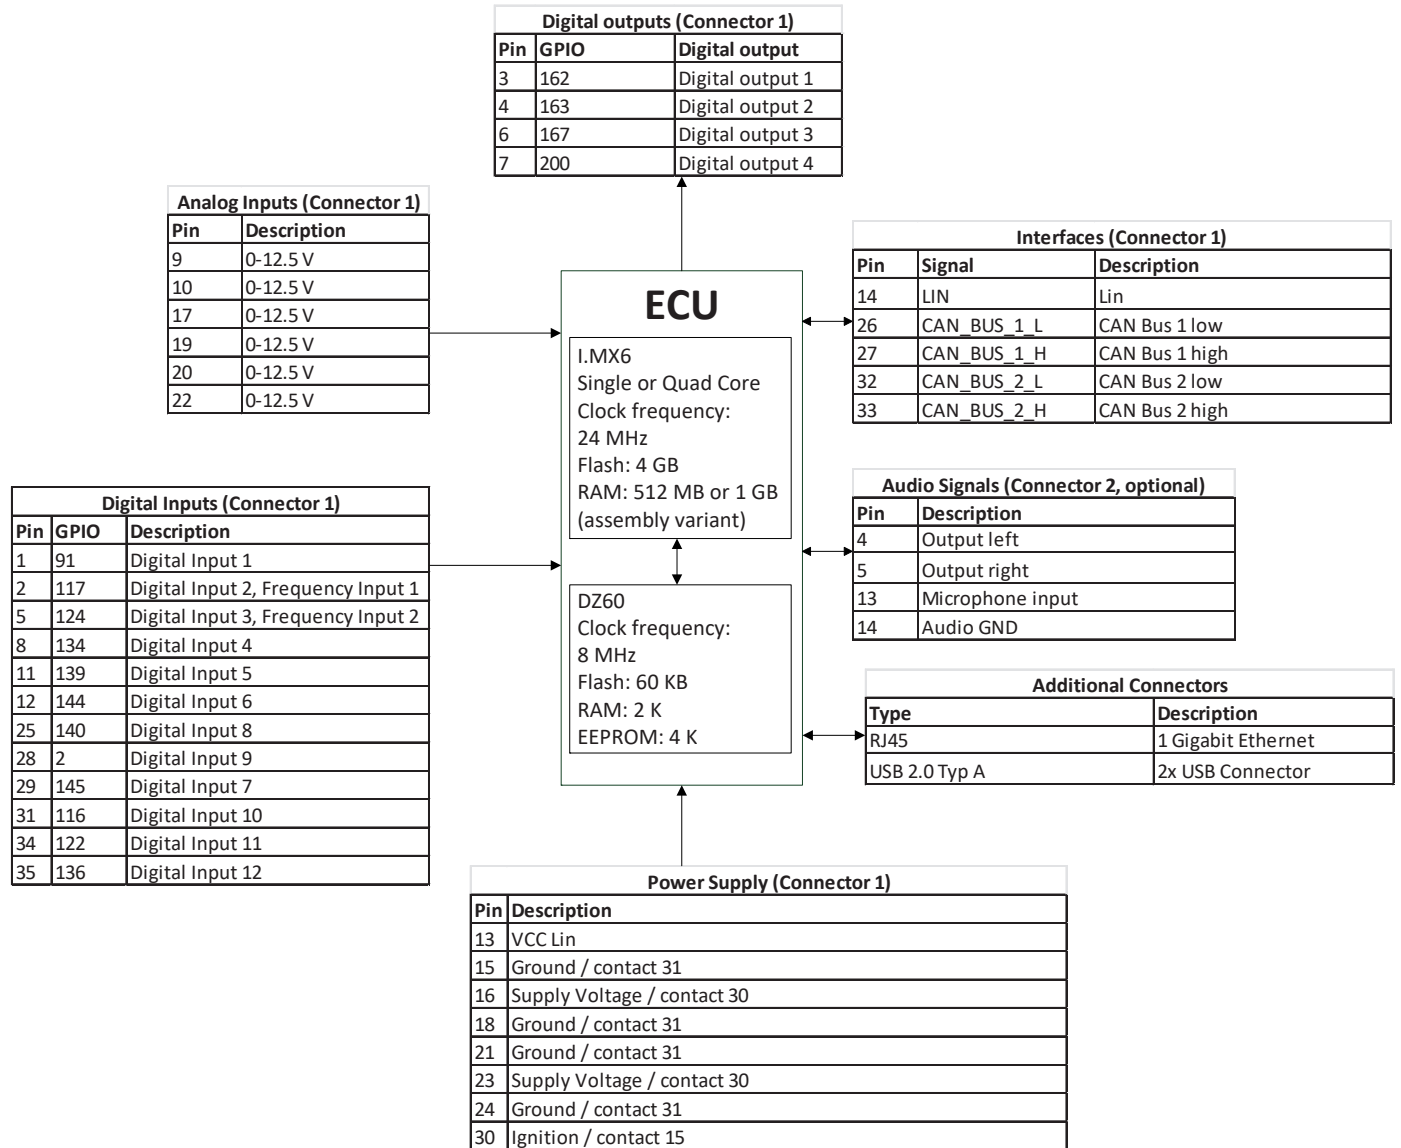 Digital outputs (Connector 1)
Pin GPIO Digital output
3 162 Digital output 1
4 163 Digital output 2
6 167 Digital output 3
7 200 Digital output 4
Analog Inputs (Connector 1)
Pin Description
9 0-12.5 V
10 0-12.5 V
17 0-12.5 V
19 0-12.5 V
20 0-12.5 V
22 0-12.5 V
Digital Inputs (Connector 1)
Pin GPIO Description
1 91 Digital Input 1
2 117 Digital Input 2, Frequency Input 1
5 124 Digital Input 3, Frequency Input 2
8 134 Digital Input 4
11 139 Digital Input 5
12 144 Digital Input 6
25 140 Digital Input 8
28 2 Digital Input 9
29 145 Digital Input 7
31 116 Digital Input 10
34 122 Digital Input 11
35 136 Digital Input 12
ECU
I.MX6
Single or Quad Core
Clock frequency:
24 MHz
Flash: 4 GB
RAM: 512 MB or 1 GB
(assembly variant)
DZ60
Clock frequency:
8 MHz
Flash: 60 KB
RAM: 2 K
EEPROM: 4 K
Interfaces (Connector 1)
Pin Signal Description
14 LIN Lin
26 CAN_BUS_1_L CAN Bus 1 low
27 CAN_BUS_1_H CAN Bus 1 high
32 CAN_BUS_2_L CAN Bus 2 low
33 CAN_BUS_2_H CAN Bus 2 high
Audio Signals (Connector 2, optional)
Pin Description
4 Output left
5 Output right
13 Microphone input
14 Audio GND
Additional Connectors
Type Description
RJ45 1 Gigabit Ethernet
USB 2.0 Typ A 2x USB Connector
Power Supply (Connector 1)
Pin Description
13 VCC Lin
15 Ground / contact 31
16 Supply Voltage / contact 30
18 Ground / contact 31
21 Ground / contact 31
23 Supply Voltage / contact 30
24 Ground / contact 31
30 Ignition / contact 15